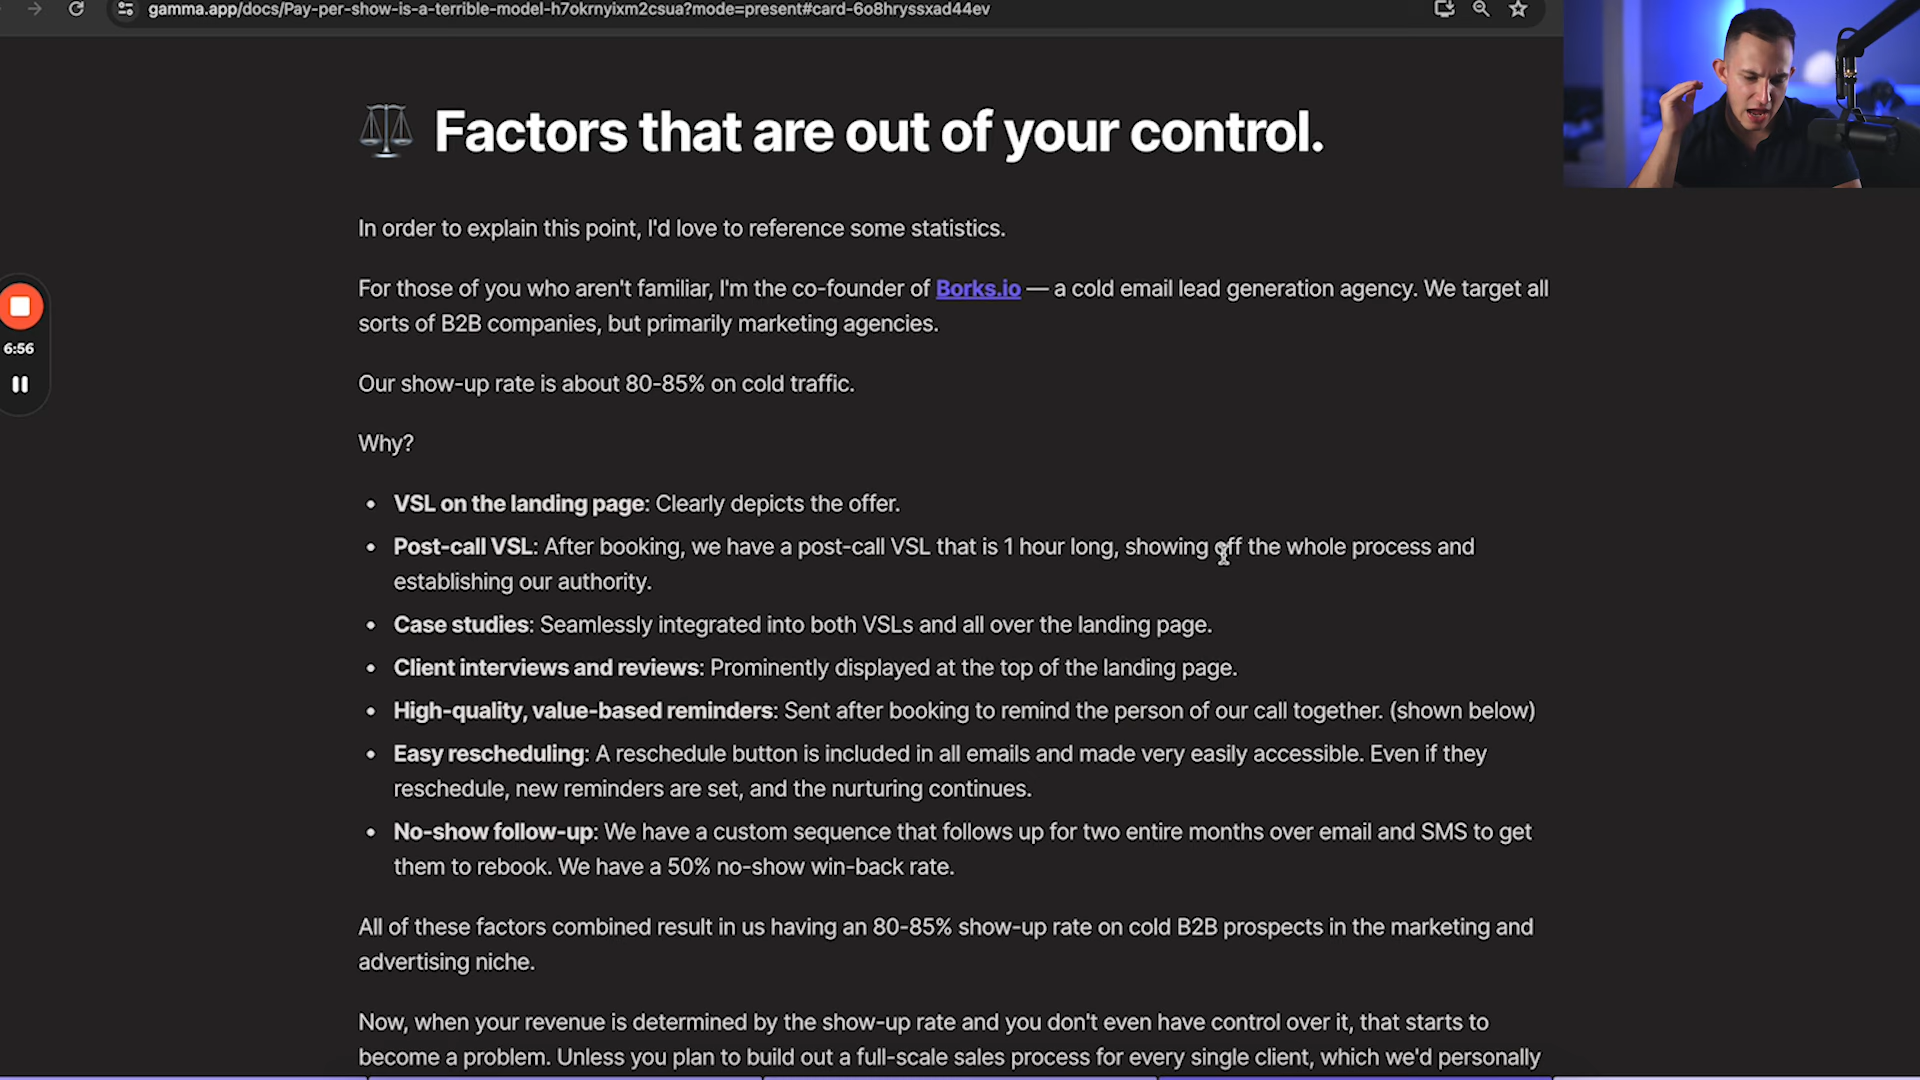 gamma.app/docs/Pay-per-show-is-a-terrible-model-h7okrnyixm2csua?mode=present#card-6o8hryssxad44ev
Factors that are out of your control.
In order to explain this point, I'd love to reference some statistics.
For those of you who aren't familiar, I'm the co-founder of Borks.io — a cold email lead generation agency. We target all
sorts of B2B companies, but primarily marketing agencies.
6:56
Our show-up rate is about 80-85% on cold traffic.
Why?
• VSL on the landing page: Clearly depicts the offer.
• Post-call VSL: After booking, we have a post-call VSL that is 1 hour long, showing off the whole process and
establishing our authority.
• Case studies: Seamlessly integrated into both VSLs and all over the landing page.
• Client interviews and reviews: Prominently displayed at the top of the landing page.
• High-quality, value-based reminders: Sent after booking to remind the person of our call together. (shown below)
• Easy rescheduling: A reschedule button is included in all emails and made very easily accessible. Even if they
reschedule, new reminders are set, and the nurturing continues.
• No-show follow-up: We have a custom sequence that follows up for two entire months over email and SMS to get
them to rebook. We have a 50% no-show win-back rate.
All of these factors combined result in us having an 80-85% show-up rate on cold B2B prospects in the marketing and
advertising niche.
Now, when your revenue is determined by the show-up rate and you don't even have control over it, that starts to
become a problem. Unless you plan to build out a full-scale sales process for every single client, which we'd personally